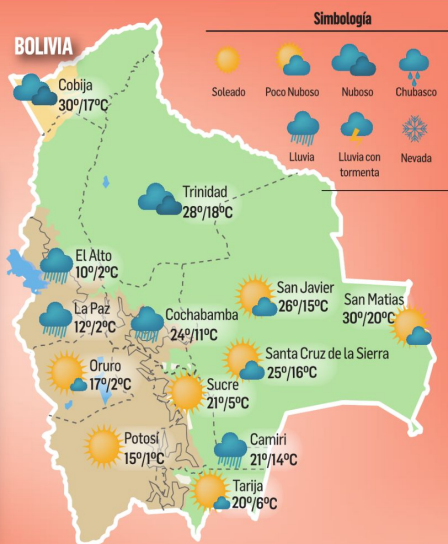 Simbología
BOLIVIA
Soleado
Poco Nuboso
Nuboso
Chubasco
Lluvia
Lluvia con
tormenta
Nevada
Cobija
30º/17ºC
Trinidad
28º/18ºC
El Alto
10º/2ºC
La Paz
12º/2ºC
Cochabamba
24º/11ºC
San Javier
26º/15ºC
San Matias
30º/20ºC
Oruro
17º/2ºC
Santa Cruz de la Sierra
25º/16ºC
Sucre
21º/5ºC
Potosí
15º/1ºC
Camiri
21º/14ºC
Tarija
20º/6ºC